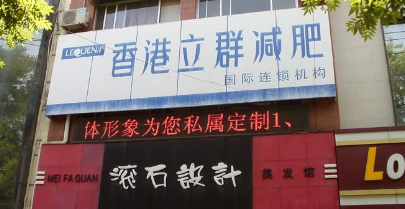 LEQUENI
香港立群减肥
国际连锁机构
体形象为您私属定制1、
MEI FA GUAN
滚石設計
美发馆
Lo